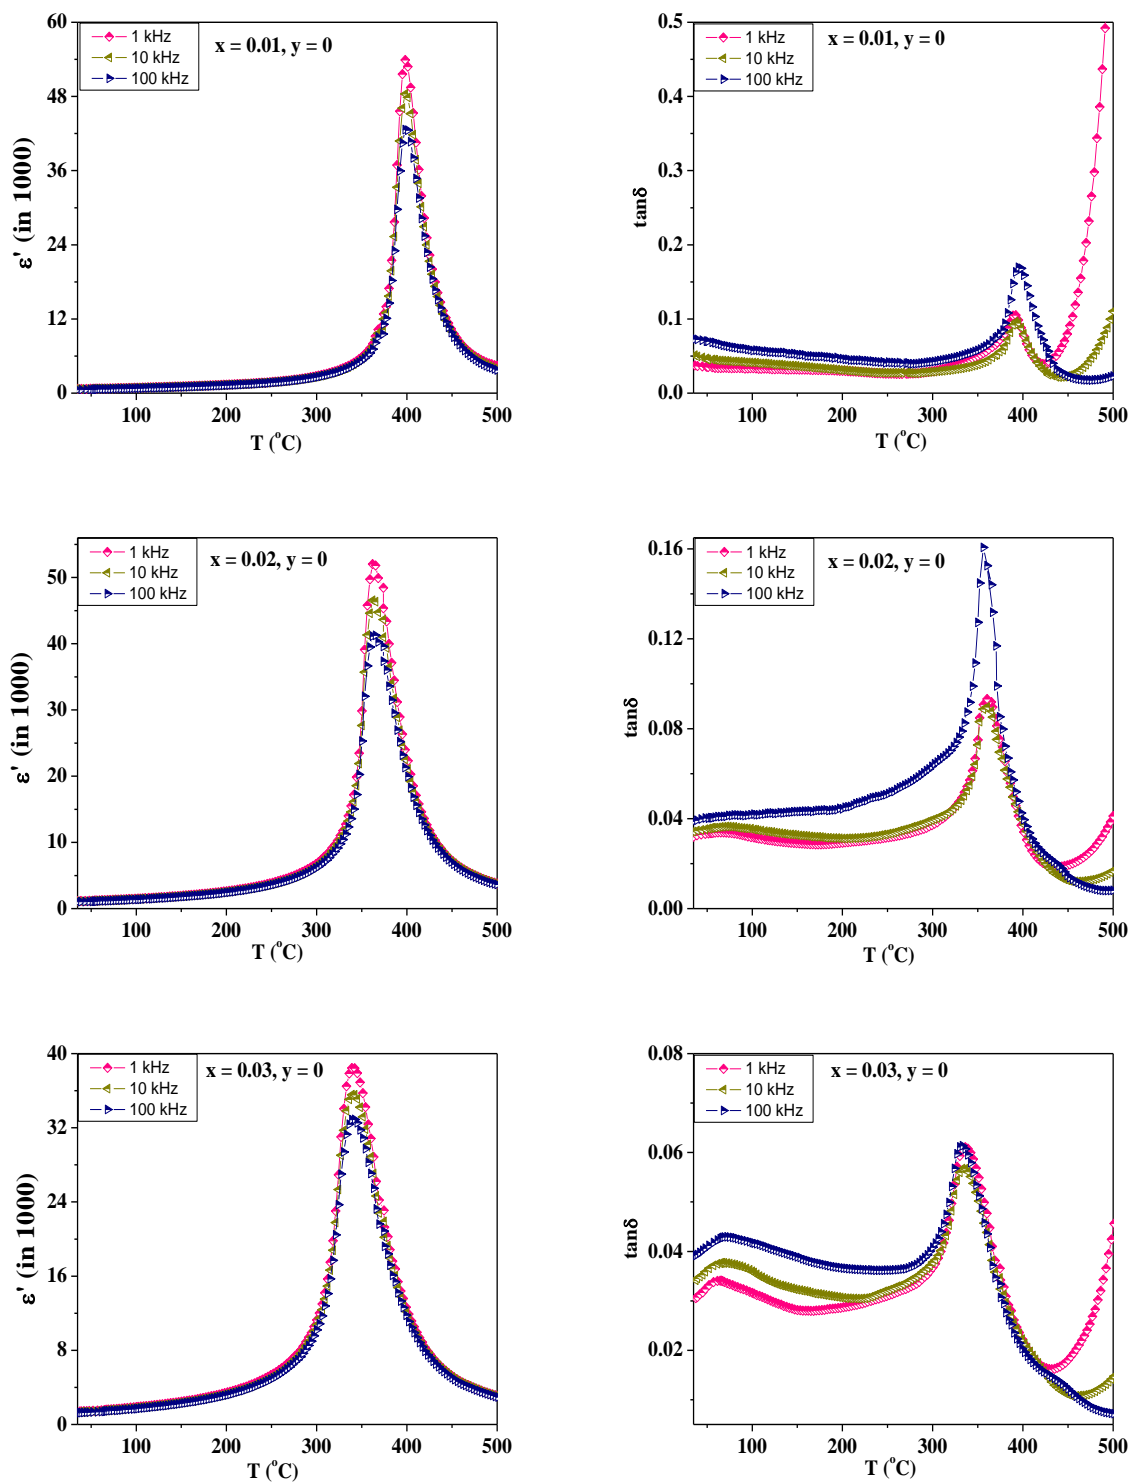 60
48
36
24
12
0
ε' (in 1000)
1 kHz
10 kHz
100 kHz
x = 0.01, y = 0
100 200 300 400 500
T (°C)
0.5
0.5
0.3
0.2
0.1
0.0
tanδ
1 kHz
10 kHz
100 kHz
x = 0.01, y = 0
100 200 300 400 500
T (°C)
50
40
30
20
10
0
ε' (in 1000)
1 kHz
10 kHz
100 kHz
x = 0.02, y = 0
100 200 300 400 500
T (°C)
0.16
0.12
0.08
0.04
0.00
tanδ
1 kHz
10 kHz
100 kHz
x = 0.02, y = 0
100 200 300 400 500
T (°C)
40
32
24
16
8
0
ε' (in 1000)
1 kHz
10 kHz
100 kHz
x = 0.03, y = 0
100 200 300 400 500
T (°C)
0.08
0.06
0.04
0.02
tanδ
1 kHz
10 kHz
100 kHz
x = 0.03, y = 0
100 200 300 400 500
T (°C)